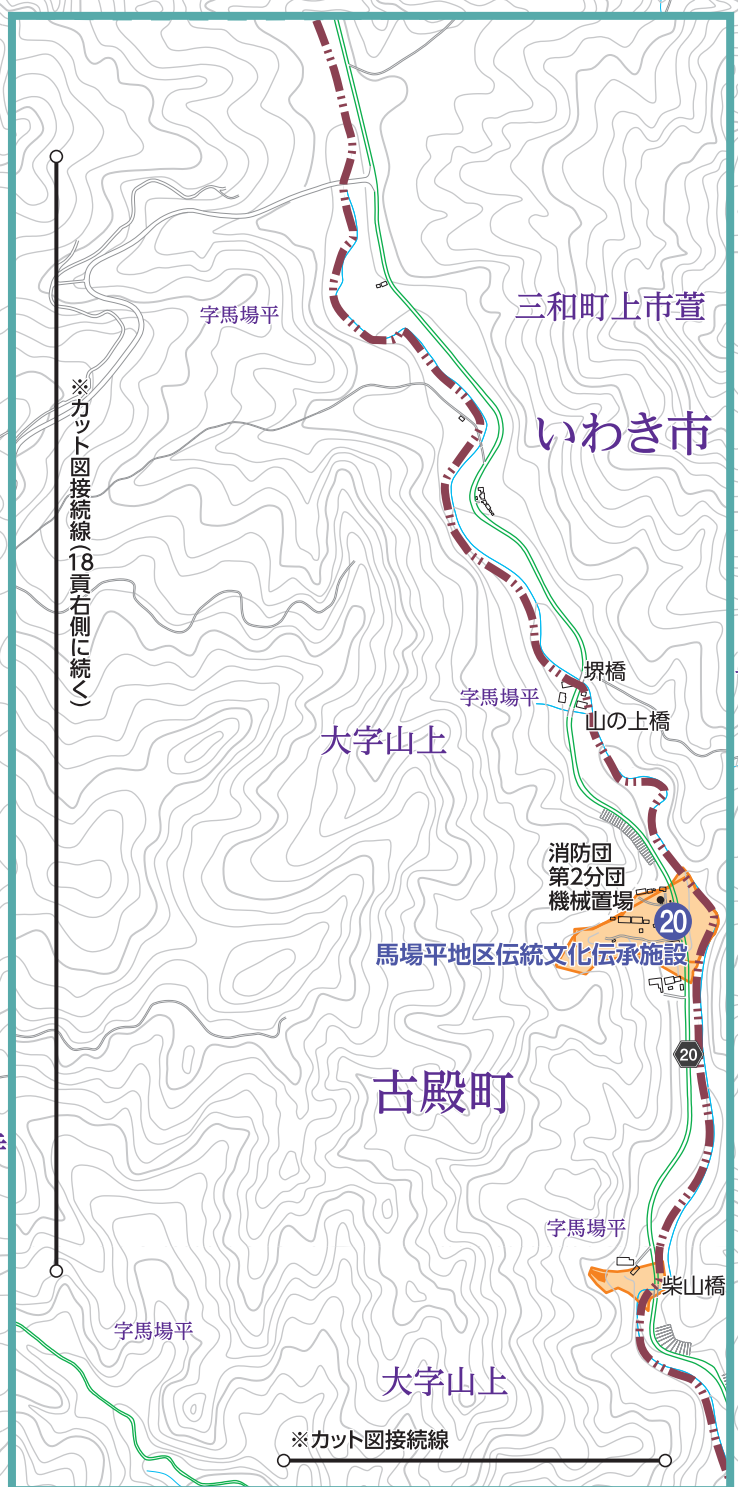 字馬場平
三和町上市萱
いわき市
※カット図接続線(18頁右側に続く)
堺橋
字馬場平
山の上橋
大字山上
消防団
第2分団
機械置場
20
馬場平地区伝統文化伝承施設
20
古殿町
字馬場平
柴山橋
字馬場平
大字山上
※カット図接続線